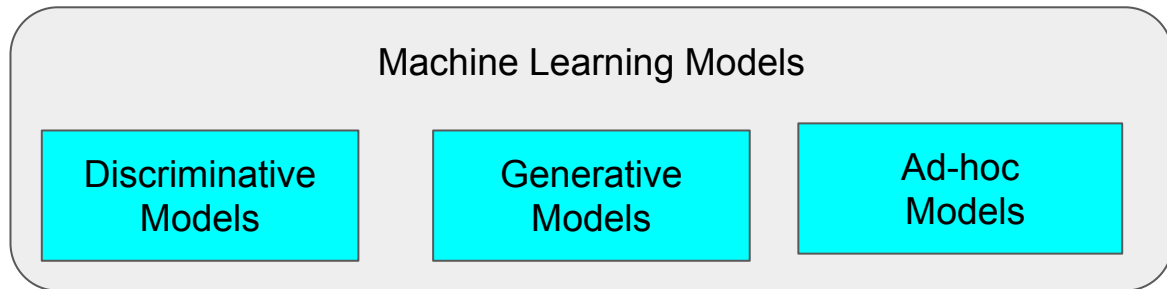 Machine Learning Models
Discriminative
Models
Generative
Models
Ad-hoc
Models